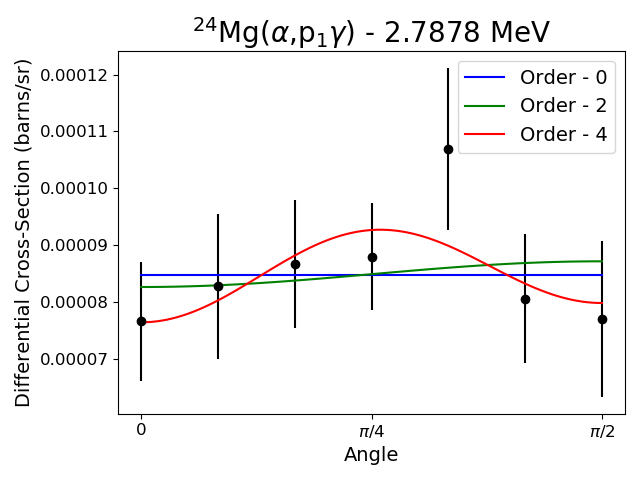 ²⁴Mg(α,p₁γ) - 2.7878 MeV
Order - 0
Order - 2
Order - 4
Differential Cross-Section (barns/sr)
0.00012
0.00011
0.00010
0.00009
0.00008
0.00007
0 π/4 π/2
Angle